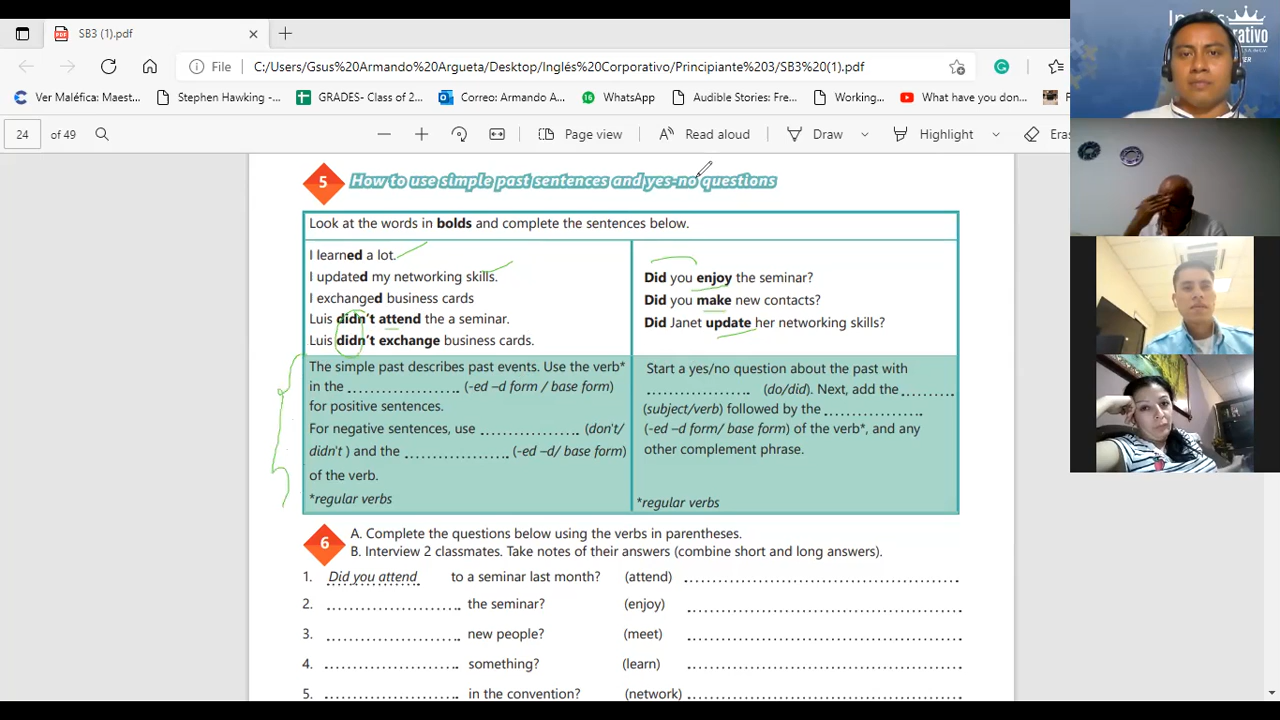 SB3 (1).pdf
File
C:/Users/Gsus%20Armando%20Argueta/Desktop/Inglés%20Corporativo/Principiante%203/SB3%20(1).pdf
Ver Maléfica: Maest...
Stephen Hawking -...
GRADES- Class of 2...
Correo: Armando A...
16
WhatsApp
Audible Stories: Fre...
Working...
What have you don...
24
of 49
Page view
Read aloud
Draw
Highlight
Eras
5
How to use simple past sentences and yes-no questions
Look at the words in bolds and complete the sentences below.
I learned a lot.
I updated my networking skills.
I exchanged business cards
Luis didn't attend the a seminar.
Luis didn't exchange business cards.
Did you enjoy the seminar?
Did you make new contacts?
Did Janet update her networking skills?
The simple past describes past events. Use the verb*
in the .................... (-ed –d form / base form)
for positive sentences.
For negative sentences, use .................. (don't/
didn't ) and the ................... (-ed –d/ base form)
of the verb.
*regular verbs
Start a yes/no question about the past with
.................. (do/did). Next, add the .........
(subject/verb) followed by the .................
(-ed –d form/ base form) of the verb*, and any
other complement phrase.
*regular verbs
6
A. Complete the questions below using the verbs in parentheses.
B. Interview 2 classmates. Take notes of their answers (combine short and long answers).
1. Did you attend to a seminar last month? (attend) ..................................................
2. ........................ the seminar? (enjoy) ..................................................
3. ........................ new people? (meet) ..................................................
4. ........................ something? (learn) ..................................................
5. ........................ in the convention? (network) ..................................................